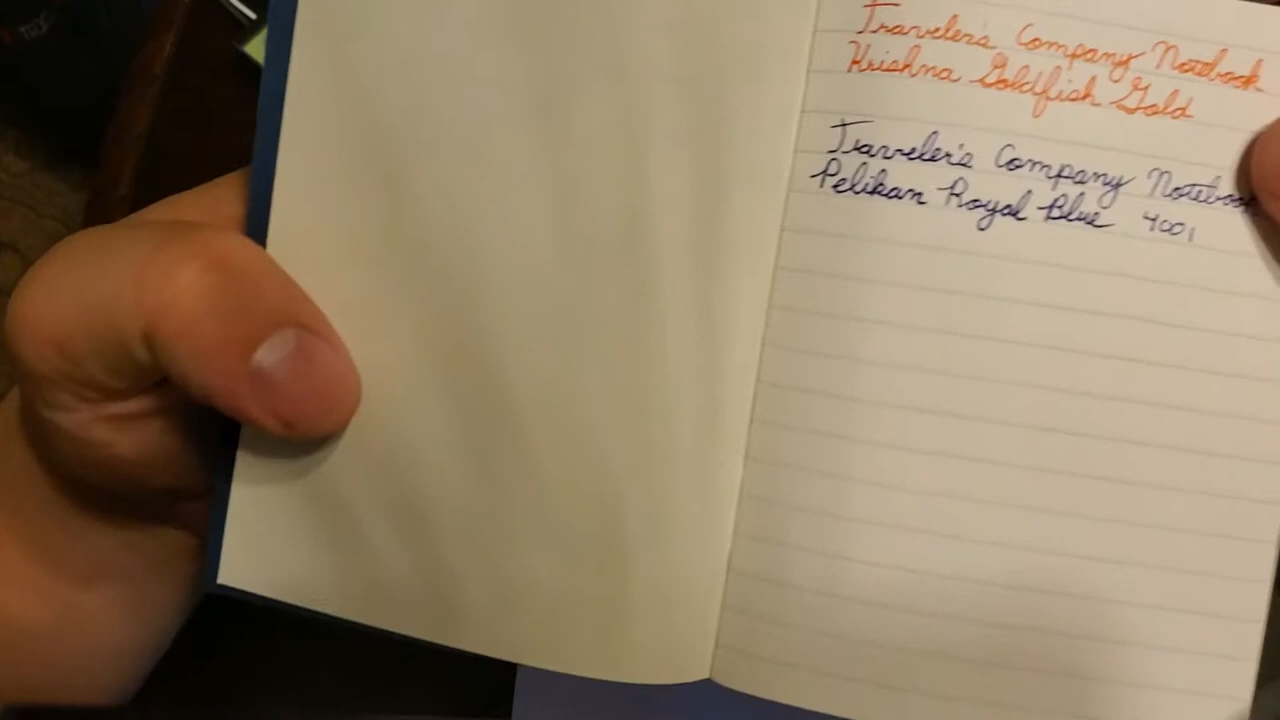 Traveler's Company Notebook
Krishna Goldfish Gold
Traveler's Company Notebook
Pelikan Royal Blue 4001